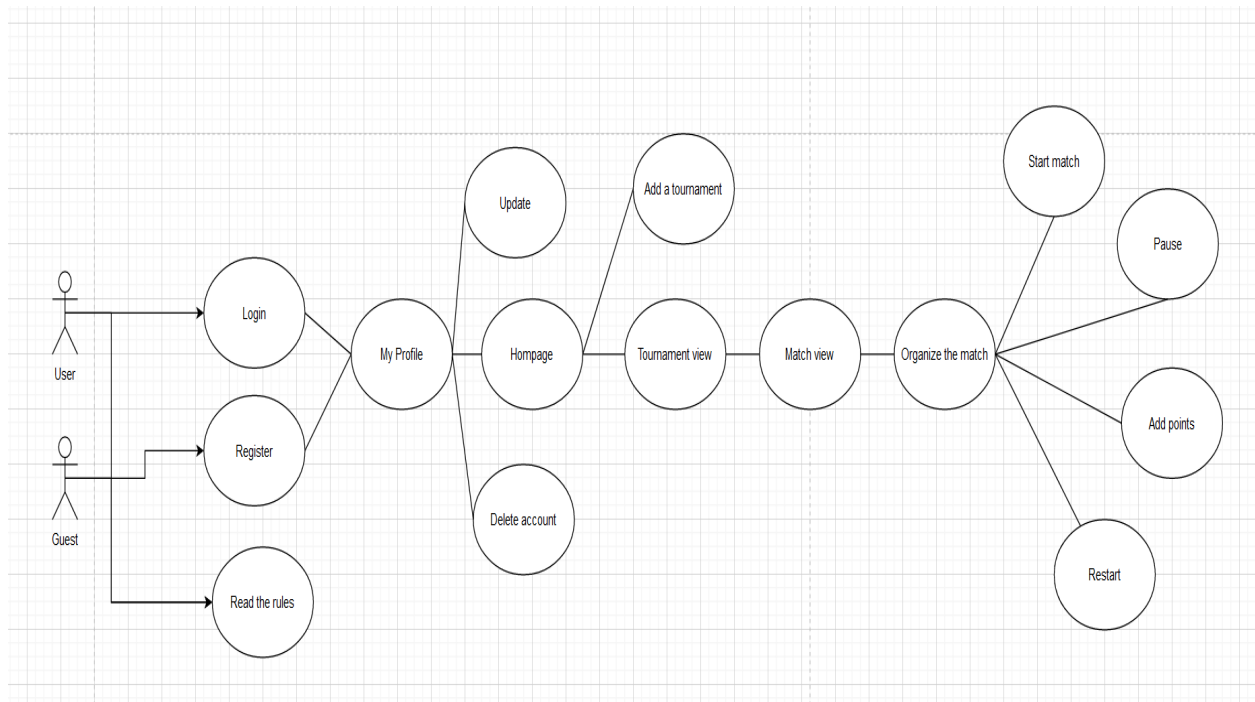 Start match
Add a tournament
Update
Pause
Login
User
My Profile
Hompage
Tournament view
Match view
Organize the match
Add points
Register
Guest
Delete account
Restart
Read the rules